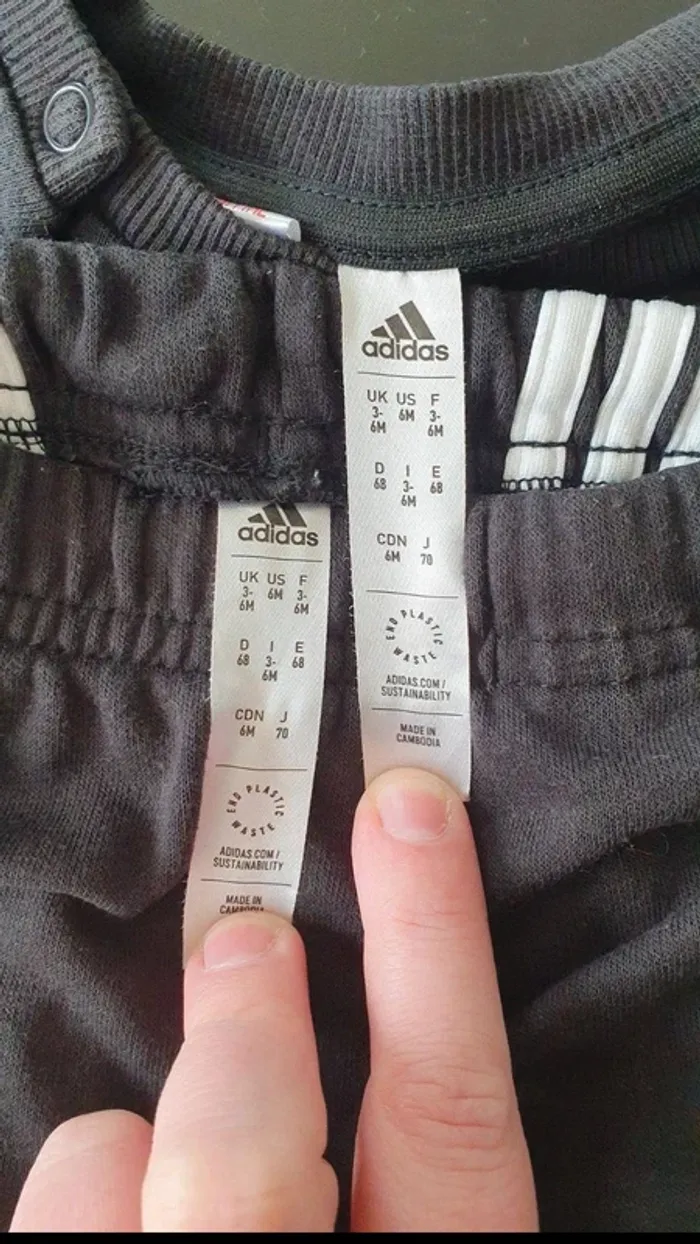 adidas
UK US F
3- 6M 3-
6M 6M
D I E
68 3- 68
6M
CDN J
6M 70
END PLASTIC WASTE
ADIDAS.COM/
SUSTAINABILITY
MADE IN
CAMBODIA
adidas
UK US F
3- 6M 3-
6M 6M
D I E
68 3- 68
6M
CDN J
6M 70
END PLASTIC WASTE
ADIDAS.COM/
SUSTAINABILITY
MADE IN
CAMBODIA